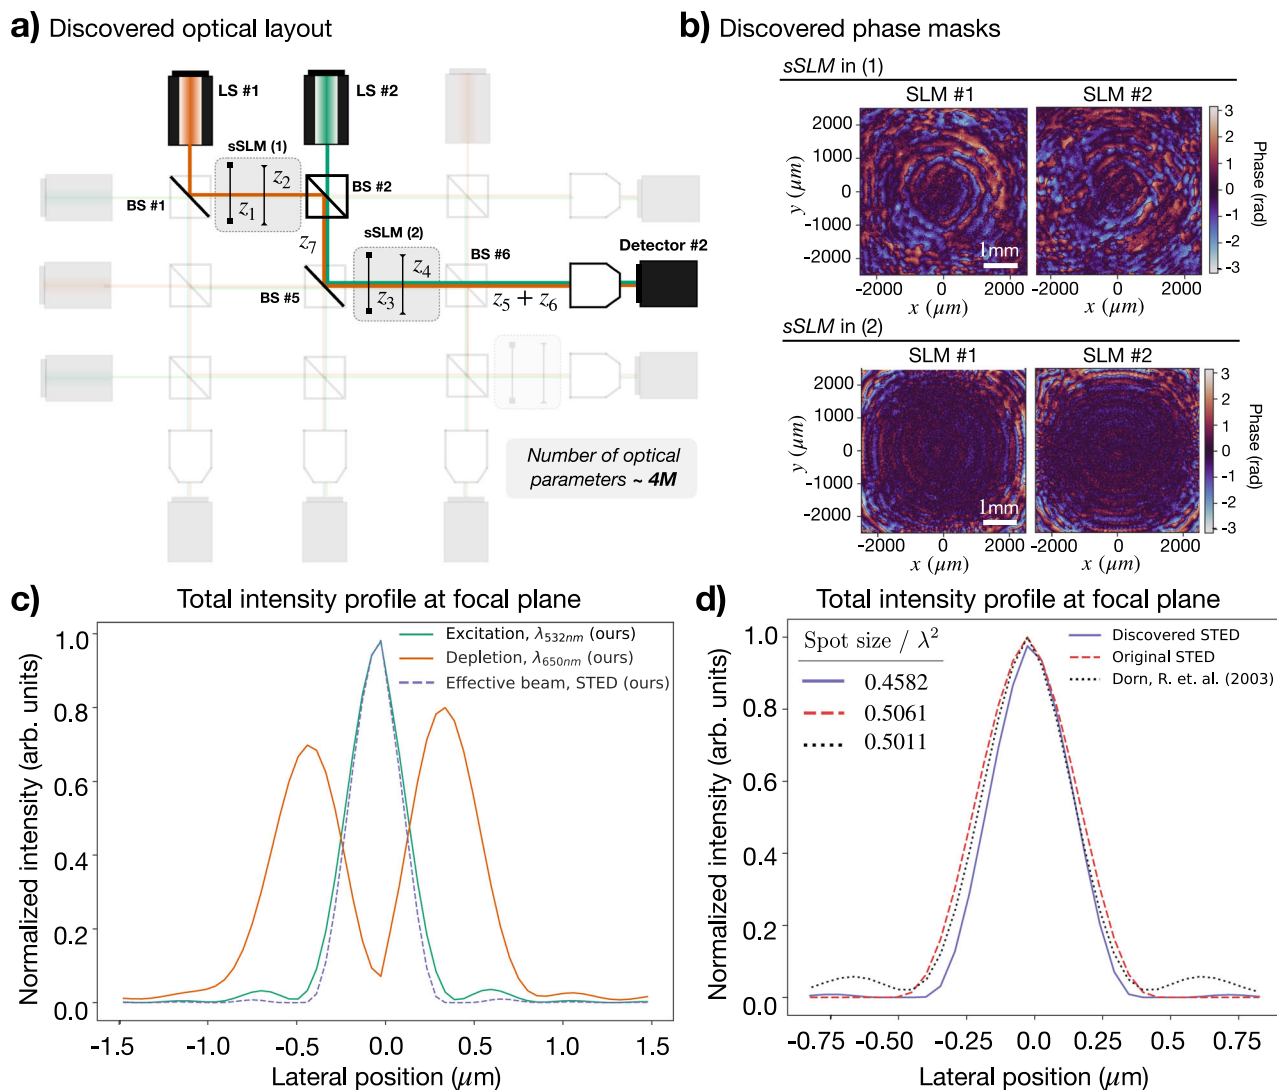 a) Discovered optical layout
LS #1
LS #2
sSLM (1)
z2
z1
BS #1
BS #2
z7
sSLM (2)
BS #6
Detector #2
z4
z3
BS #5
z5 + z6
Number of optical
parameters ~ 4M
b) Discovered phase masks
sSLM in (1)
SLM #1
SLM #2
2000
1000
0
-1000
-2000
y (μm)
1mm
-2000 0 2000
x (μm)
-2000 0 2000
x (μm)
3
2
1
0
-1
-2
-3
Phase (rad)
sSLM in (2)
SLM #1
SLM #2
2000
1000
0
-1000
-2000
y (μm)
1mm
-2000 0 2000
x (μm)
-2000 0 2000
x (μm)
3
2
1
0
-1
-2
-3
Phase (rad)
c) Total intensity profile at focal plane
Excitation, λ532nm (ours)
Depletion, λ650nm (ours)
Effective beam, STED (ours)
1.0
0.8
0.6
0.4
0.2
0.0
Normalized intensity (arb. units)
-1.5 -1.0 -0.5 0.0 0.5 1.0 1.5
Lateral position (μm)
d) Total intensity profile at focal plane
Spot size / λ²
0.4582
0.5061
0.5011
Discovered STED
Original STED
Dorn, R. et. al. (2003)
1.0
0.8
0.6
0.4
0.2
0.0
Normalized intensity (arb. units)
-0.75 -0.50 -0.25 0.00 0.25 0.50 0.75
Lateral position (μm)